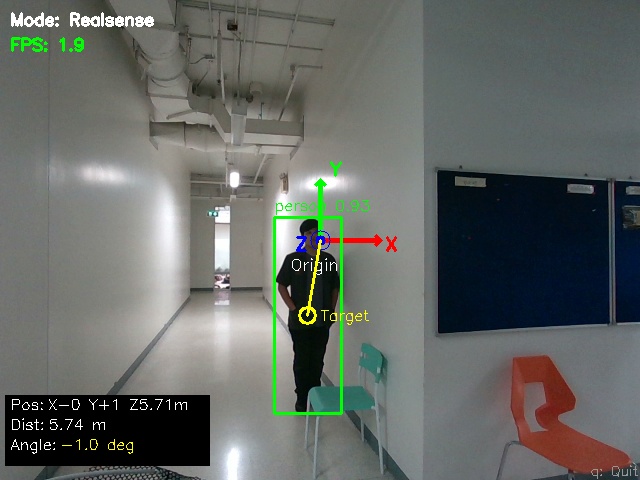 Mode: Realsense
FPS: 1.9
Y
person 0.93
Z
X
Origin
Target
Pos: X-0 Y+1 Z5.71m
Dist: 5.74 m
Angle: -1.0 deg
q: Quit